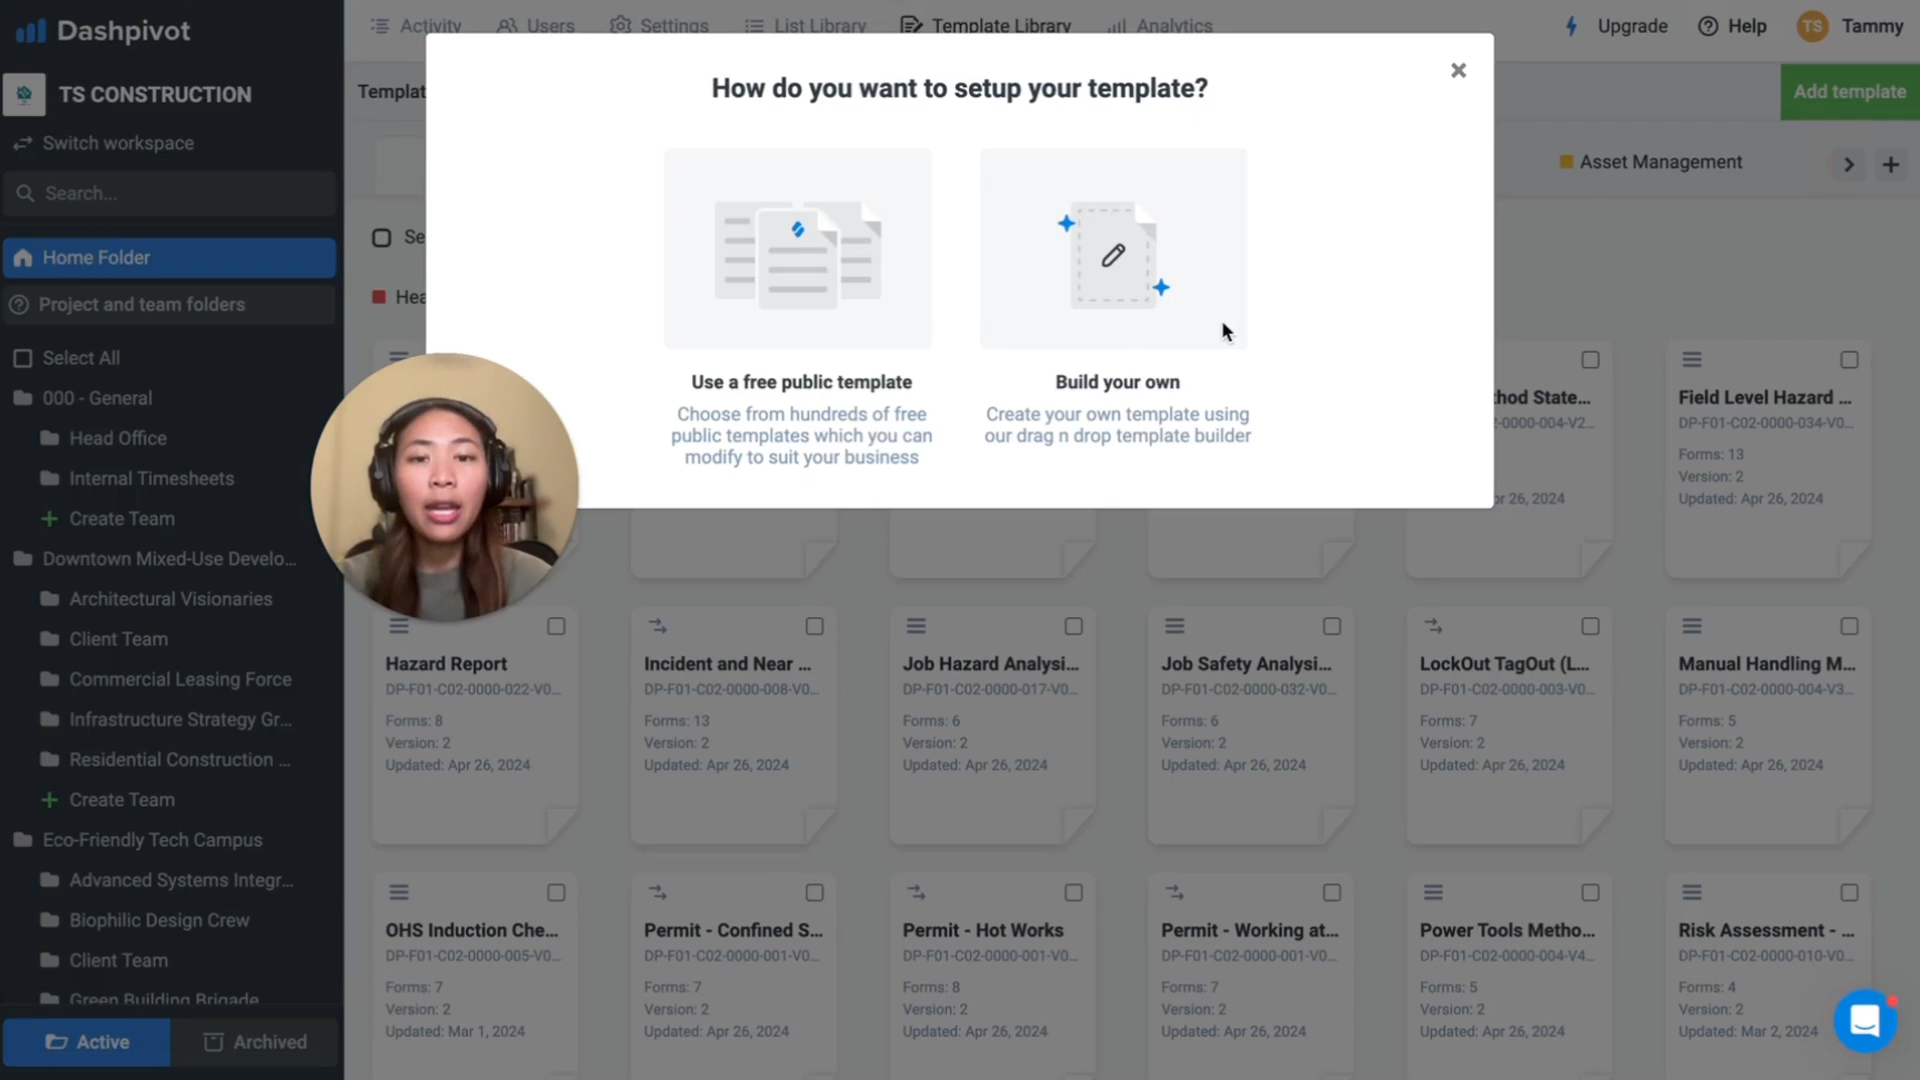 Dashpivot
Activity
Users
Settings
List Library
Template Library
Analytics
Upgrade
Help
TS
Tammy
TS CONSTRUCTION
Switch workspace
Search...
Home Folder
Project and team folders
Select All
000 - General
Head Office
Internal Timesheets
Create Team
Downtown Mixed-Use Develo...
Architectural Visionaries
Client Team
Commercial Leasing Force
Infrastructure Strategy Gr...
Residential Construction ...
Create Team
Eco-Friendly Tech Campus
Advanced Systems Integr...
Biophilic Design Crew
Client Team
Green Building Brigade
Active
Archived
Templat
Add template
Asset Management
Se
Hea
How do you want to setup your template?
Use a free public template
Choose from hundreds of free
public templates which you can
modify to suit your business
Build your own
Create your own template using
our drag n drop template builder
thod State...
-0000-004-V2...
pr 26, 2024
Field Level Hazard ...
DP-F01-C02-0000-034-V0...
Forms: 13
Version: 2
Updated: Apr 26, 2024
Hazard Report
DP-F01-C02-0000-022-V0...
Forms: 8
Version: 2
Updated: Apr 26, 2024
Incident and Near ...
DP-F01-C02-0000-008-V0...
Forms: 13
Version: 2
Updated: Apr 26, 2024
Job Hazard Analysi...
DP-F01-C02-0000-017-V0...
Forms: 6
Version: 2
Updated: Apr 26, 2024
Job Safety Analysi...
DP-F01-C02-0000-032-V0...
Forms: 6
Version: 2
Updated: Apr 26, 2024
LockOut TagOut (L...
DP-F01-C02-0000-003-V0...
Forms: 7
Version: 2
Updated: Apr 26, 2024
Manual Handling M...
DP-F01-C02-0000-004-V3...
Forms: 5
Version: 2
Updated: Apr 26, 2024
OHS Induction Che...
DP-F01-C02-0000-005-V0...
Forms: 7
Version: 2
Updated: Mar 1, 2024
Permit - Confined S...
DP-F01-C02-0000-001-V0...
Forms: 7
Version: 2
Updated: Apr 26, 2024
Permit - Hot Works
DP-F01-C02-0000-001-V0...
Forms: 8
Version: 2
Updated: Apr 26, 2024
Permit - Working at...
DP-F01-C02-0000-001-V0...
Forms: 7
Version: 2
Updated: Apr 26, 2024
Power Tools Metho...
DP-F01-C02-0000-004-V4...
Forms: 5
Version: 2
Updated: Apr 26, 2024
Risk Assessment - ...
DP-F01-C02-0000-010-V0...
Forms: 4
Version: 2
Updated: Mar 2, 2024